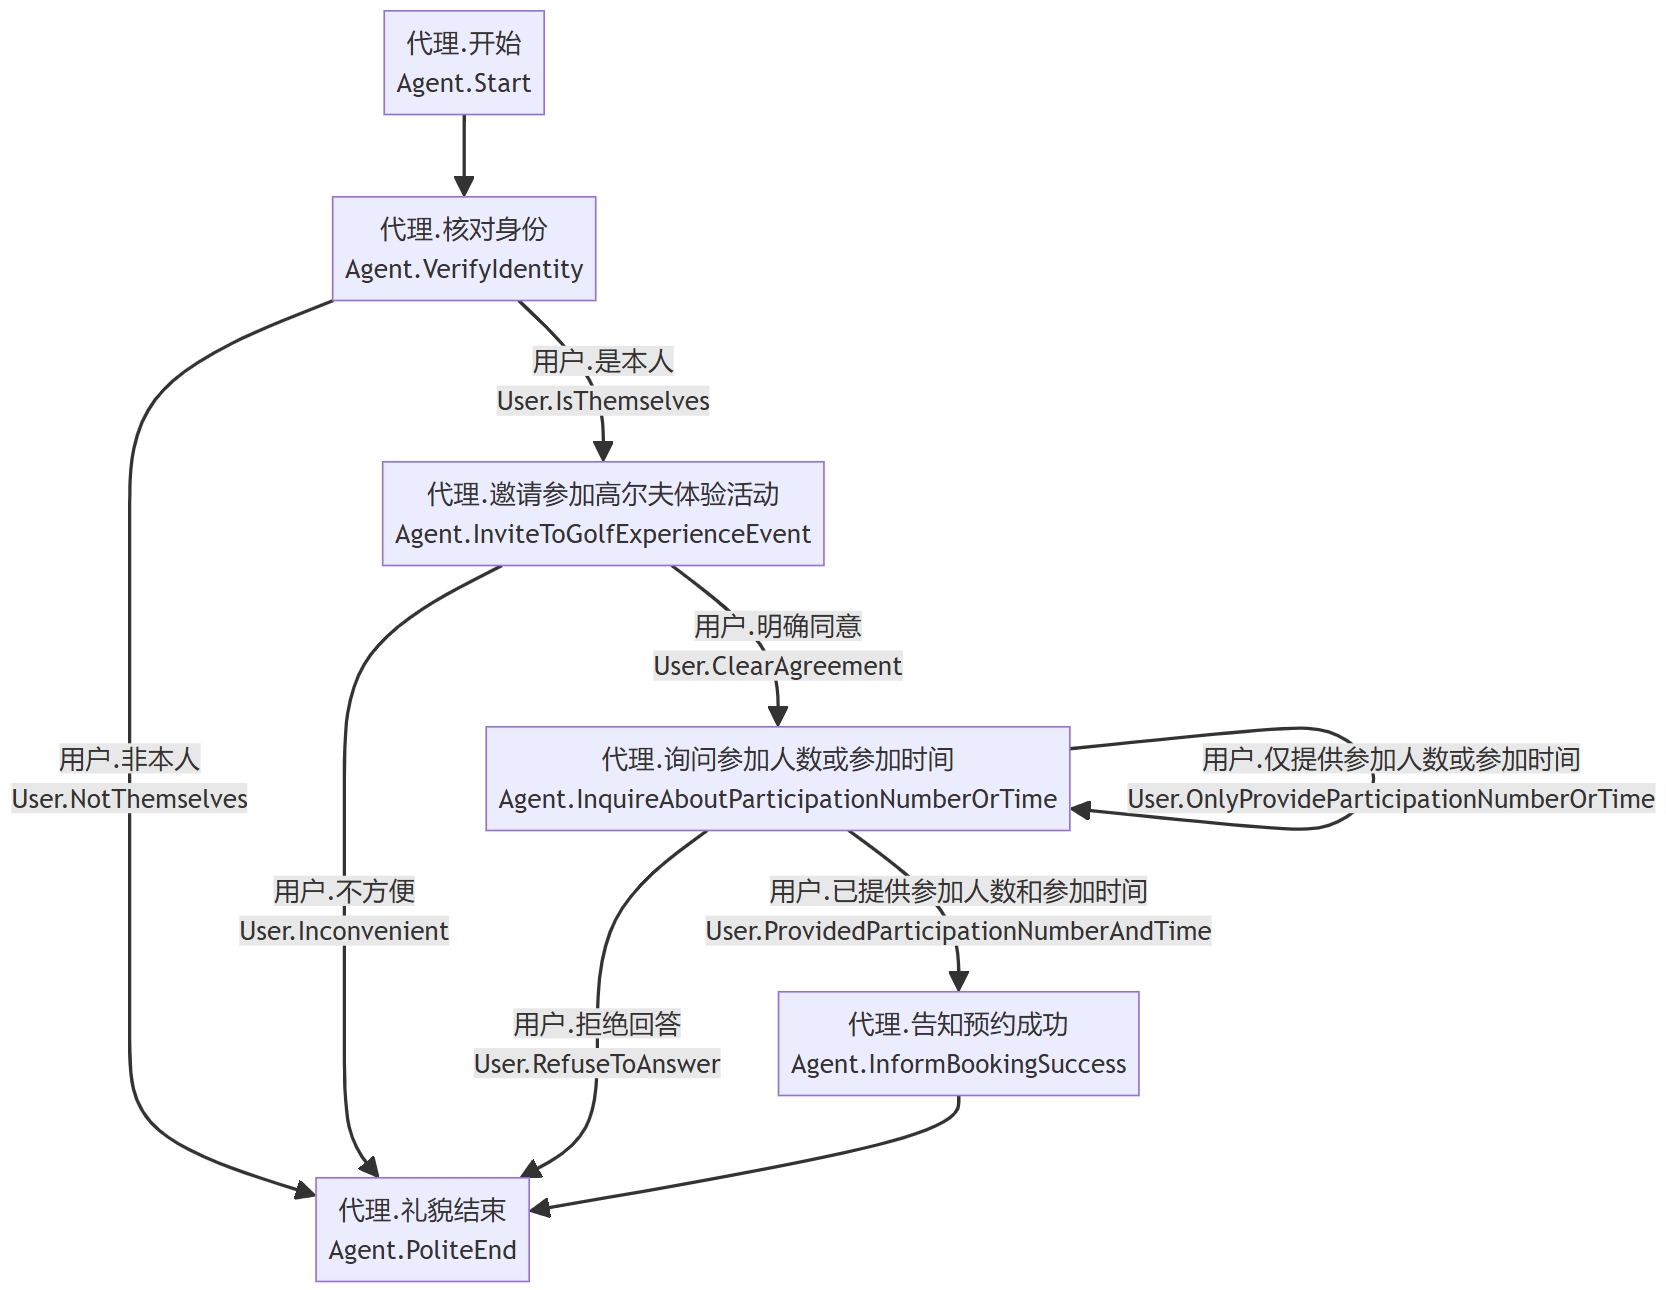 代理.开始
Agent.Start
代理.核对身份
Agent.VerifyIdentity
用户.是本人
User.IsThemselves
代理.邀请参加高尔夫体验活动
Agent.InviteToGolfExperienceEvent
用户.明确同意
User.ClearAgreement
代理.询问参加人数或参加时间
Agent.InquireAboutParticipationNumberOrTime
用户.仅提供参加人数或参加时间
User.OnlyProvideParticipationNumberOrTime
用户.非本人
User.NotThemselves
用户.不方便
User.Inconvenient
用户.已提供参加人数和参加时间
User.ProvidedParticipationNumberAndTime
用户.拒绝回答
User.RefuseToAnswer
代理.告知预约成功
Agent.InformBookingSuccess
代理.礼貌结束
Agent.PoliteEnd